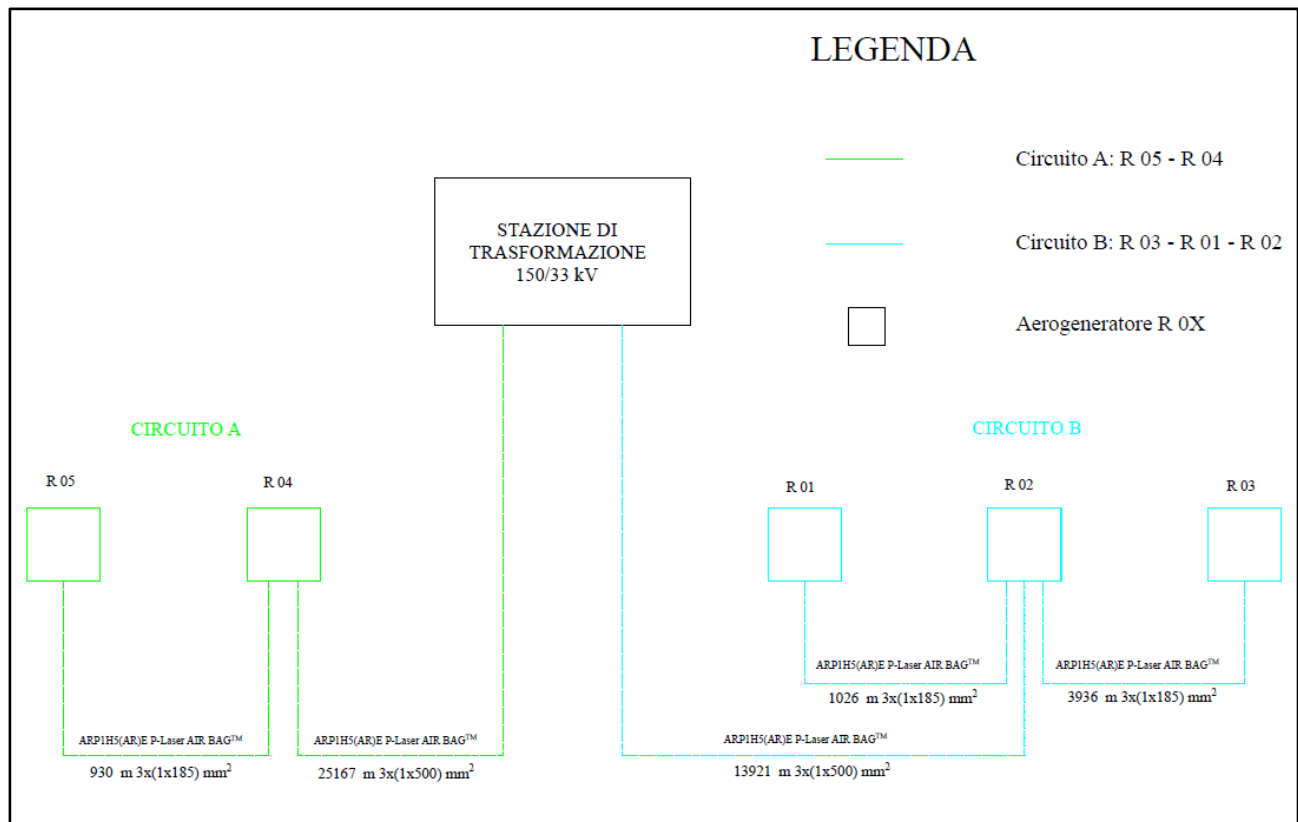 LEGENDA
Circuito A: R 05 - R 04
STAZIONE DI
TRASFORMAZIONE
150/33 kV
Circuito B: R 03 - R 01 - R 02
Aerogeneratore R 0X
CIRCUITO A
CIRCUITO B
R 05
R 04
R 01
R 02
R 03
ARP1H5(AR)E P-Laser AIR BAG™
1026 m 3x(1x185) mm²
ARP1H5(AR)E P-Laser AIR BAG™
3936 m 3x(1x185) mm²
ARP1H5(AR)E P-Laser AIR BAG™
930 m 3x(1x185) mm²
ARP1H5(AR)E P-Laser AIR BAG™
25167 m 3x(1x500) mm²
ARP1H5(AR)E P-Laser AIR BAG™
13921 m 3x(1x500) mm²